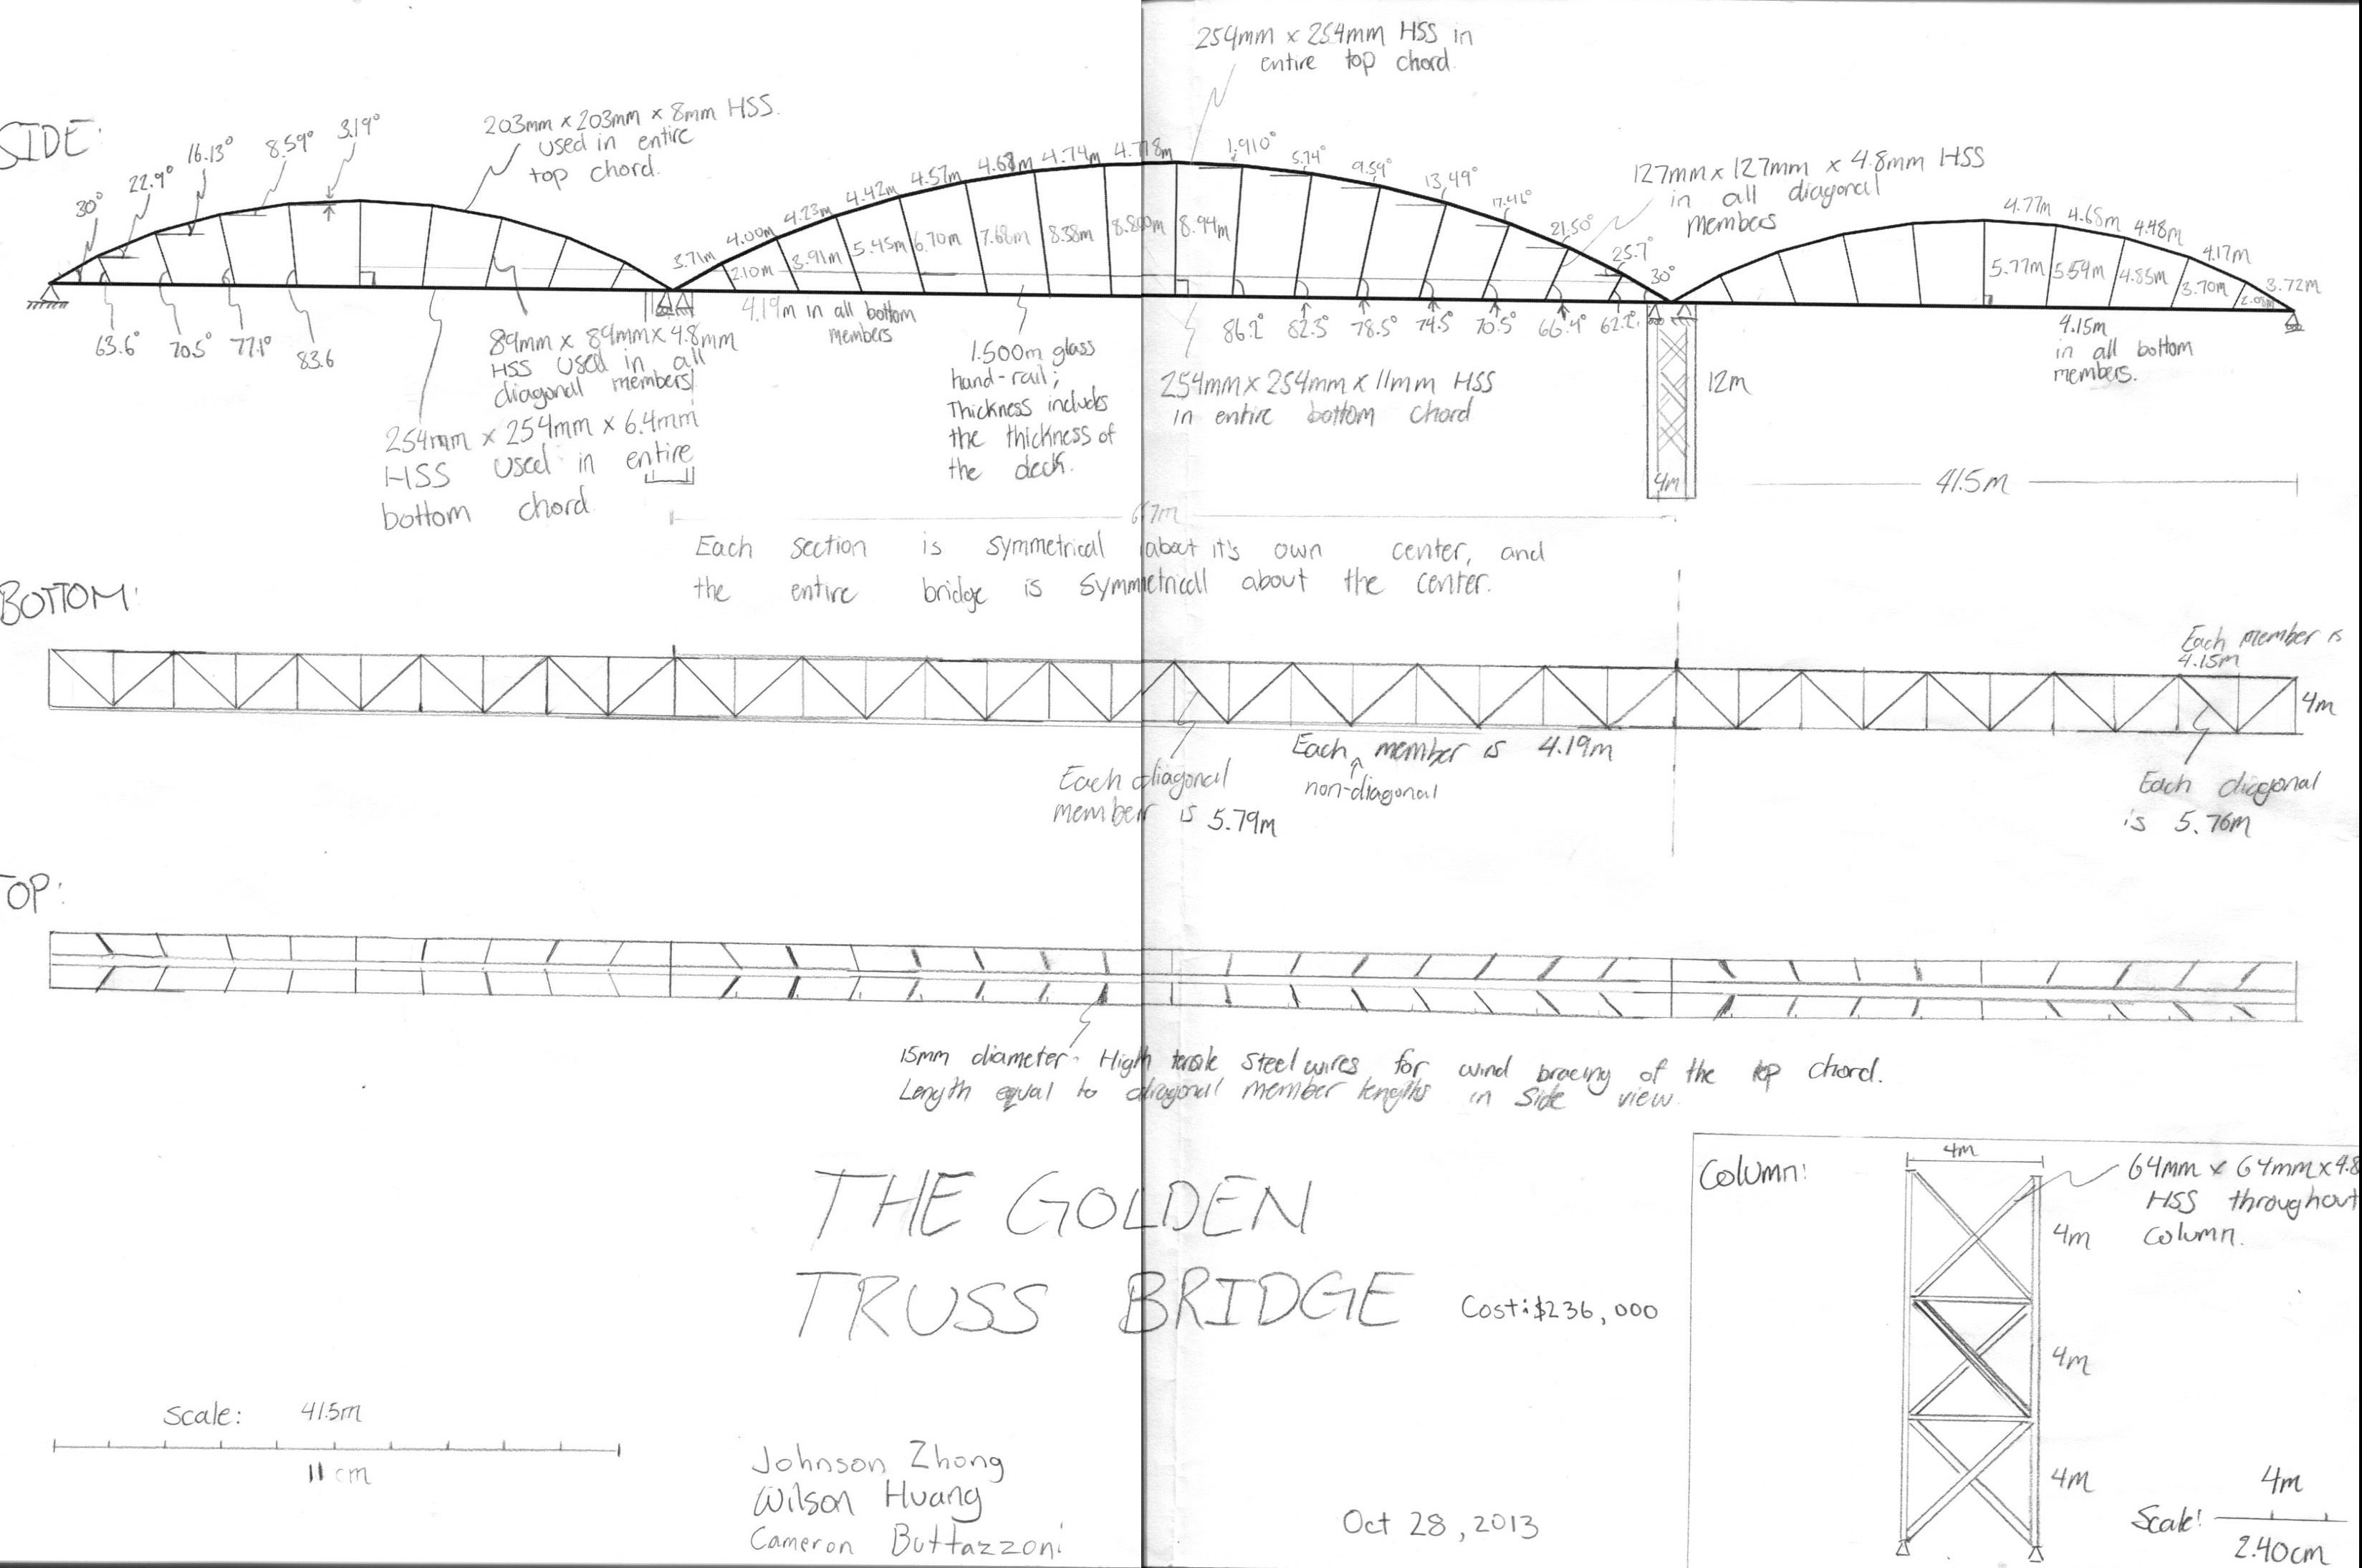 254mm x 254mm HSS in
entire top chord.
SIDE:
30°
22.9°
16.13°
8.59°
3.19°
203mm x 203mm x 8mm HSS.
used in entire
top chord.
3.71m
4.00m
4.23m
4.42m
4.57m
4.68m
4.74m
4.778m
1.910°
5.74°
9.59°
13.49°
17.46°
21.50°
25.7°
30°
127mm x 127mm x 4.8mm HSS
in all diagonal
members
4.77m
4.68m
4.48m
4.17m
3.72m
2.10m
3.91m
5.45m
6.70m
7.68m
8.38m
8.800m
8.94m
5.77m
5.59m
4.85m
3.70m
63.6°
70.5°
77.1°
83.6
89mm x 89mm x 4.8mm
HSS used in all
diagonal members
254mm x 254mm x 6.4mm
HSS used in entire
bottom chord
4.19m in all bottom
members
1.500m glass
hand-rail;
Thickness includes
the thickness of
the deck.
86.2°
82.3°
78.5°
74.5°
70.5°
66.4°
62.2°
254mm x 254mm x 11mm HSS
in entire bottom chord
12m
4m
4.15m
in all bottom
members.
41.5m
67m
Each section is symmetrical about it's own center, and
the entire bridge is symmetricall about the center.
BOTTOM:
Each member is
4.15m
4m
Each diagonal
member is 5.79m
Each member is 4.19m
non-diagonal
Each diagonal
is 5.76m
TOP:
15mm diameter High tensile steel wires for wind bracing of the top chord.
Length equal to diagonal member lengths in side view.
THE GOLDEN
TRUSS BRIDGE
Cost: $236,000
Column:
4m
64mm x 64mm x 4.8
HSS throughout
column.
4m
4m
4m
Scale: 41.5m
11 cm
Johnson Zhong
Wilson Huang
Cameron Buttazzoni
Oct 28, 2013
Scale: 4m
2.40cm